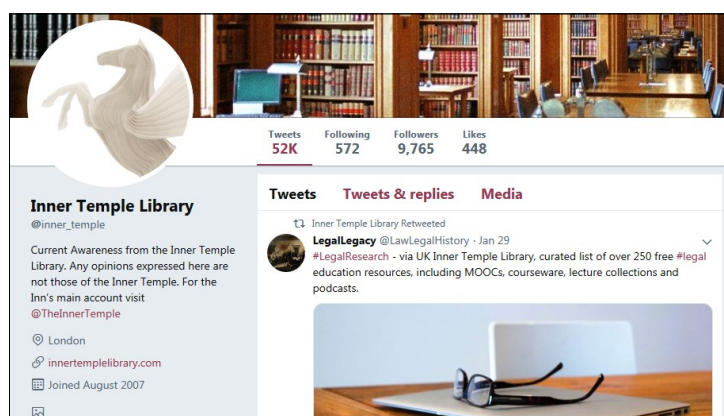 Tweets Following Followers Likes
52K 572 9,765 448
Inner Temple Library
@inner_temple
Current Awareness from the Inner Temple
Library. Any opinions expressed here are
not those of the Inner Temple. For the
Inn's main account visit
@TheInnerTemple
London
innertemplelibrary.com
Joined August 2007
Tweets Tweets & replies Media
Inner Temple Library Retweeted
LegalLegacy @LawLegalHistory · Jan 29
#LegalResearch - via UK Inner Temple Library, curated list of over 250 free #legal
education resources, including MOOCs, courseware, lecture collections and
podcasts.